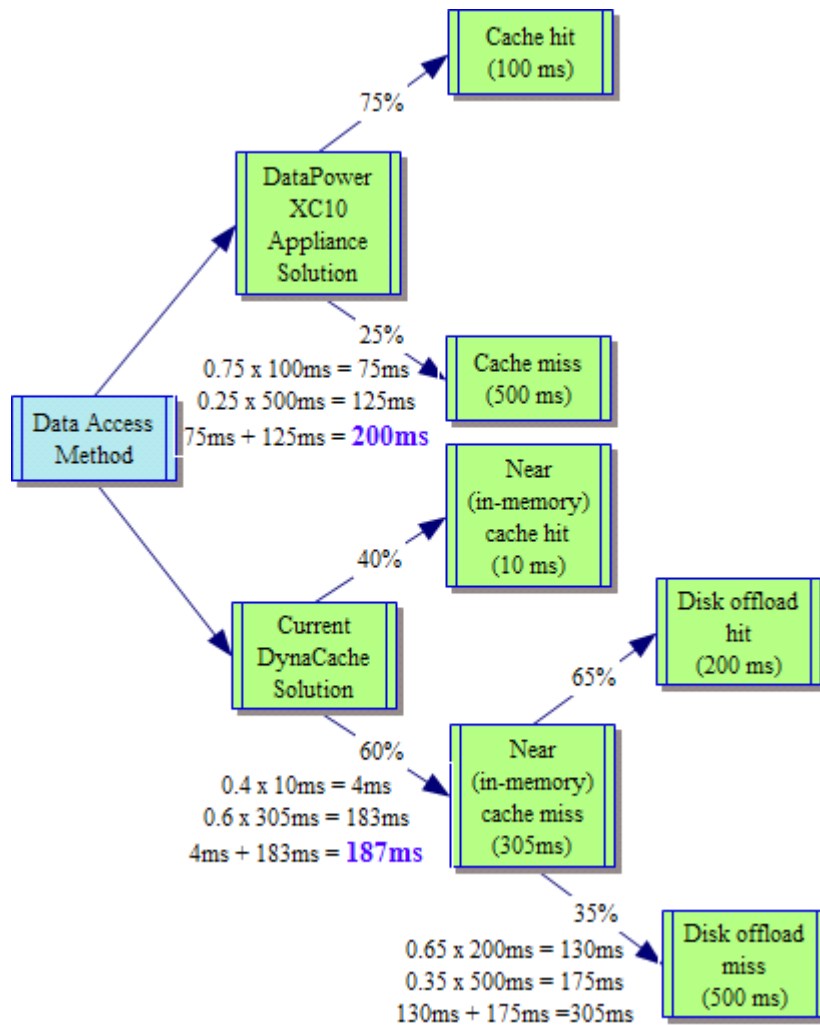 Cache hit
(100 ms)
75%
DataPower
XC10
Appliance
Solution
25%
0.75 x 100ms = 75ms
0.25 x 500ms = 125ms
75ms + 125ms = 200ms
Cache miss
(500 ms)
Data Access
Method
Near
(in-memory)
cache hit
(10 ms)
40%
Current
DynaCache
Solution
60%
0.4 x 10ms = 4ms
0.6 x 305ms = 183ms
4ms + 183ms = 187ms
Disk offload
hit
(200 ms)
65%
Near
(in-memory)
cache miss
(305ms)
35%
0.65 x 200ms = 130ms
0.35 x 500ms = 175ms
130ms + 175ms =305ms
Disk offload
miss
(500 ms)